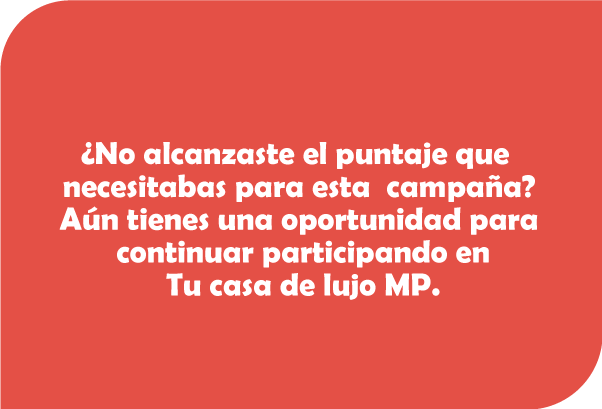 ¿No alcanzaste el puntaje que
necesitabas para esta campaña?
Aún tienes una oportunidad para
continuar participando en
Tu casa de lujo MP.